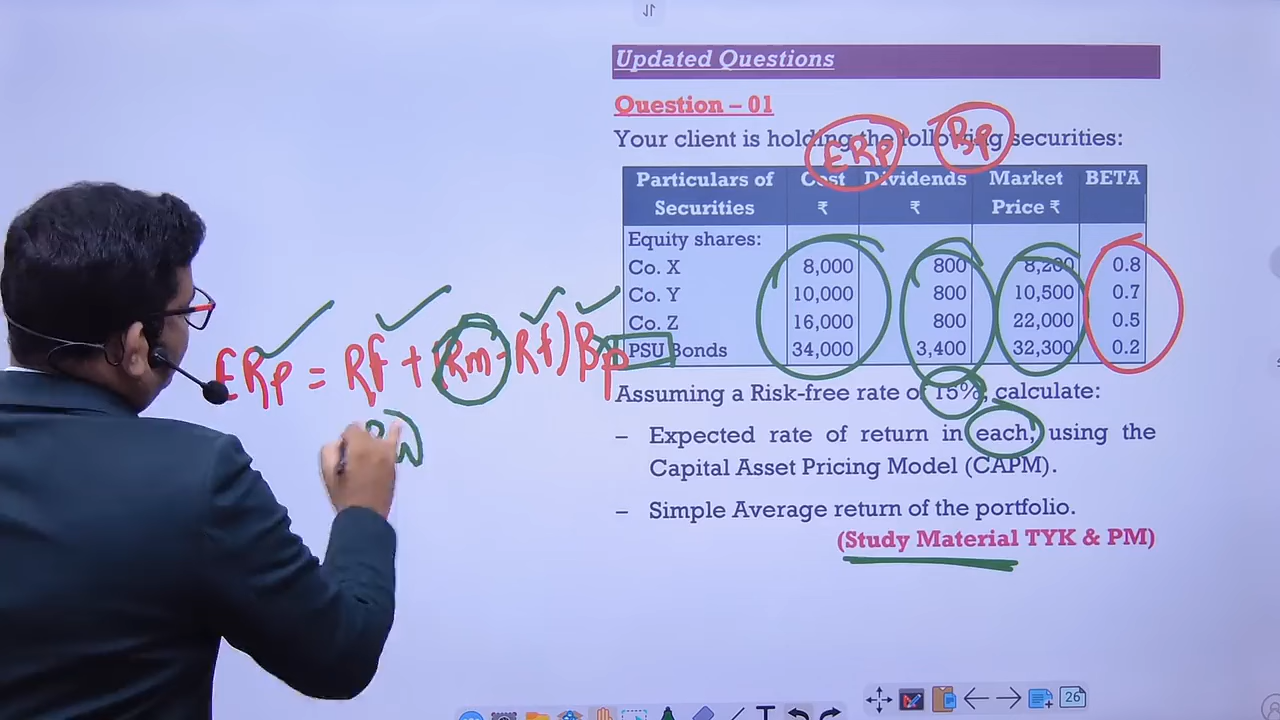 Updated Questions
Question – 01
Your client is holding the following securities:
ERp
Bp
Particulars of Securities Cost ₹ Dividends ₹ Market Price ₹ BETA
Equity shares:
Co. X 8,000 800 8,200 0.8
Co. Y 10,000 800 10,500 0.7
Co. Z 16,000 800 22,000 0.5
PSU Bonds 34,000 3,400 32,300 0.2
ERp = Rf + (Rm - Rf) Bp
Assuming a Risk-free rate of 15%, calculate:
– Expected rate of return in each, using the
Capital Asset Pricing Model (CAPM).
– Simple Average return of the portfolio.
(Study Material TYK & PM)
26
T